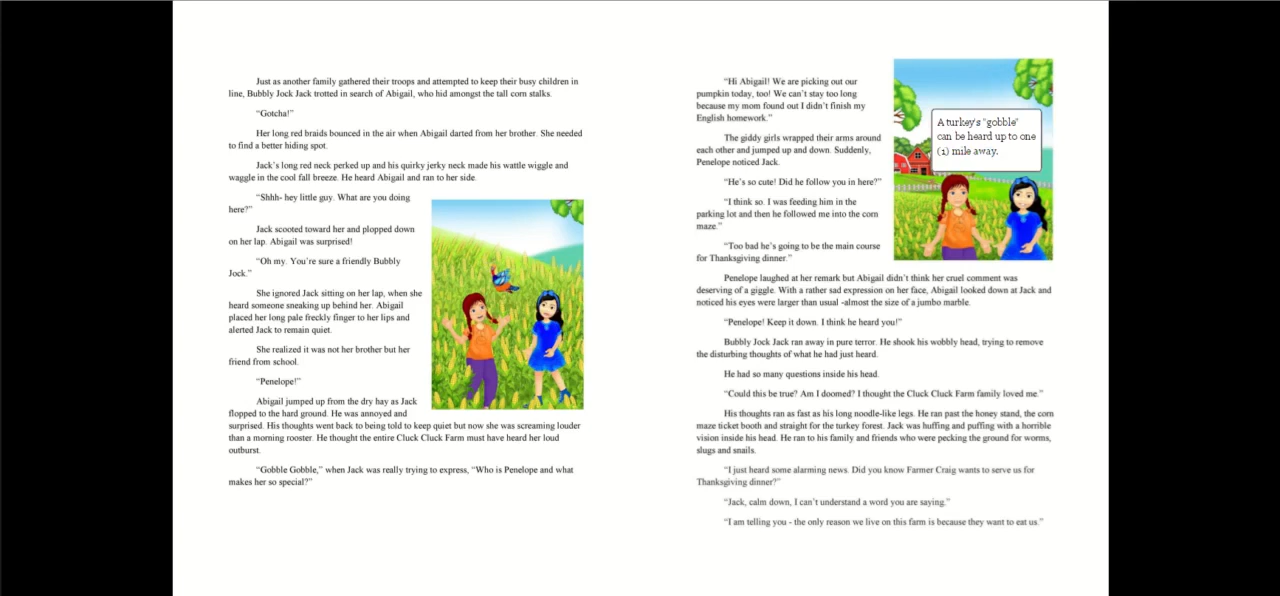 Just as another family gathered their troops and attempted to keep their busy children in
line, Bubbly Jock Jack trotted in search of Abigail, who hid amongst the tall corn stalks.
“Gotcha!”
Her long red braids bounced in the air when Abigail darted from her brother. She needed
to find a better hiding spot.
Jack’s long red neck perked up and his quirky jerky neck made his wattle wiggle and
waggle in the cool fall breeze. He heard Abigail and ran to her side.
“Shhh- hey little guy. What are you doing
here?”
Jack scooted toward her and plopped down
on her lap. Abigail was surprised!
“Oh my. You’re sure a friendly Bubbly
Jock.”
She ignored Jack sitting on her lap, when she
heard someone sneaking up behind her. Abigail
placed her long pale freckly finger to her lips and
alerted Jack to remain quiet.
She realized it was not her brother but her
friend from school.
“Penelope!”
Abigail jumped up from the dry hay as Jack
flopped to the hard ground. He was annoyed and
surprised. His thoughts went back to being told to keep quiet but now she was screaming louder
than a morning rooster. He thought the entire Cluck Cluck Farm must have heard her loud
outburst.
“Gobble Gobble,” when Jack was really trying to express, “Who is Penelope and what
makes her so special?”
“Hi Abigail! We are picking out our
pumpkin today, too! We can’t stay too long
because my mom found out I didn’t finish my
English homework.”
The giddy girls wrapped their arms around
each other and jumped up and down. Suddenly,
Penelope noticed Jack.
“He’s so cute! Did he follow you in here?”
“I think so. I was feeding him in the
parking lot and then he followed me into the corn
maze.”
“Too bad he’s going to be the main course
for Thanksgiving dinner.”
A turkey's "gobble"
can be heard up to one
(1) mile away.
Penelope laughed at her remark but Abigail didn’t think her cruel comment was
deserving of a giggle. With a rather sad expression on her face, Abigail looked down at Jack and
noticed his eyes were larger than usual -almost the size of a jumbo marble.
“Penelope! Keep it down. I think he heard you!”
Bubbly Jock Jack ran away in pure terror. He shook his wobbly head, trying to remove
the disturbing thoughts of what he had just heard.
He had so many questions inside his head.
“Could this be true? Am I doomed? I thought the Cluck Cluck Farm family loved me.”
His thoughts ran as fast as his long noodle-like legs. He ran past the honey stand, the corn
maze ticket booth and straight for the turkey forest. Jack was huffing and puffing with a horrible
vision inside his head. He ran to his family and friends who were pecking the ground for worms,
slugs and snails.
“I just heard some alarming news. Did you know Farmer Craig wants to serve us for
Thanksgiving dinner?”
“Jack, calm down, I can’t understand a word you are saying.”
“I am telling you - the only reason we live on this farm is because they want to eat us.”